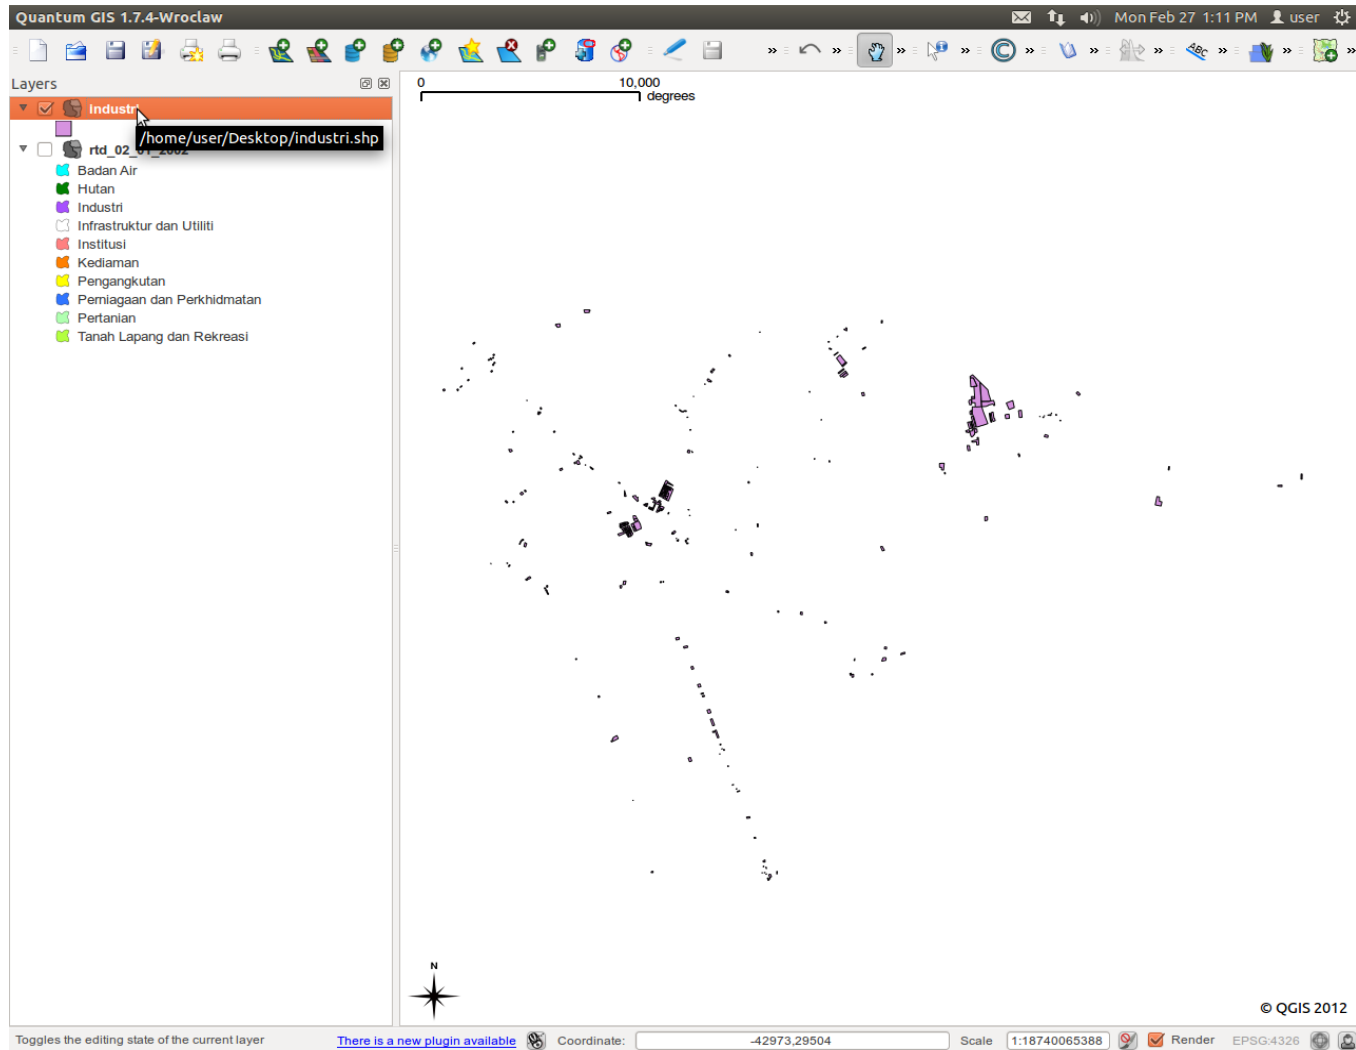 Quantum GIS 1.7.4-Wroclaw
Mon Feb 27 1:11 PM user
Layers
industri
/home/user/Desktop/industri.shp
Badan Air
Hutan
Industri
Infrastruktur dan Utiliti
Institusi
Kediaman
Pengangkutan
Perniagaan dan Perkhidmatan
Pertanian
Tanah Lapang dan Rekreasi
0 10,000
degrees
N
© QGIS 2012
Toggles the editing state of the current layer There is a new plugin available Coordinate: -42973,29504 Scale 1:18740065388 Render EPSG:4326